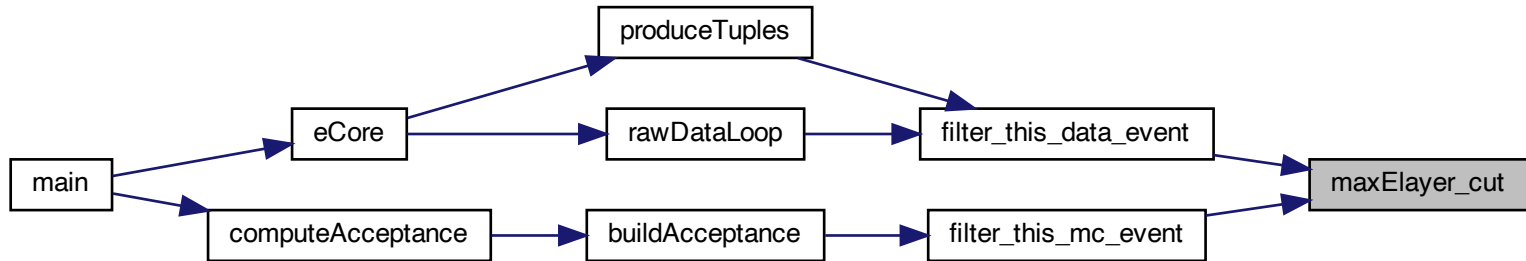 produceTuples
eCore
rawDataLoop
filter_this_data_event
main
maxElayer_cut
computeAcceptance
buildAcceptance
filter_this_mc_event